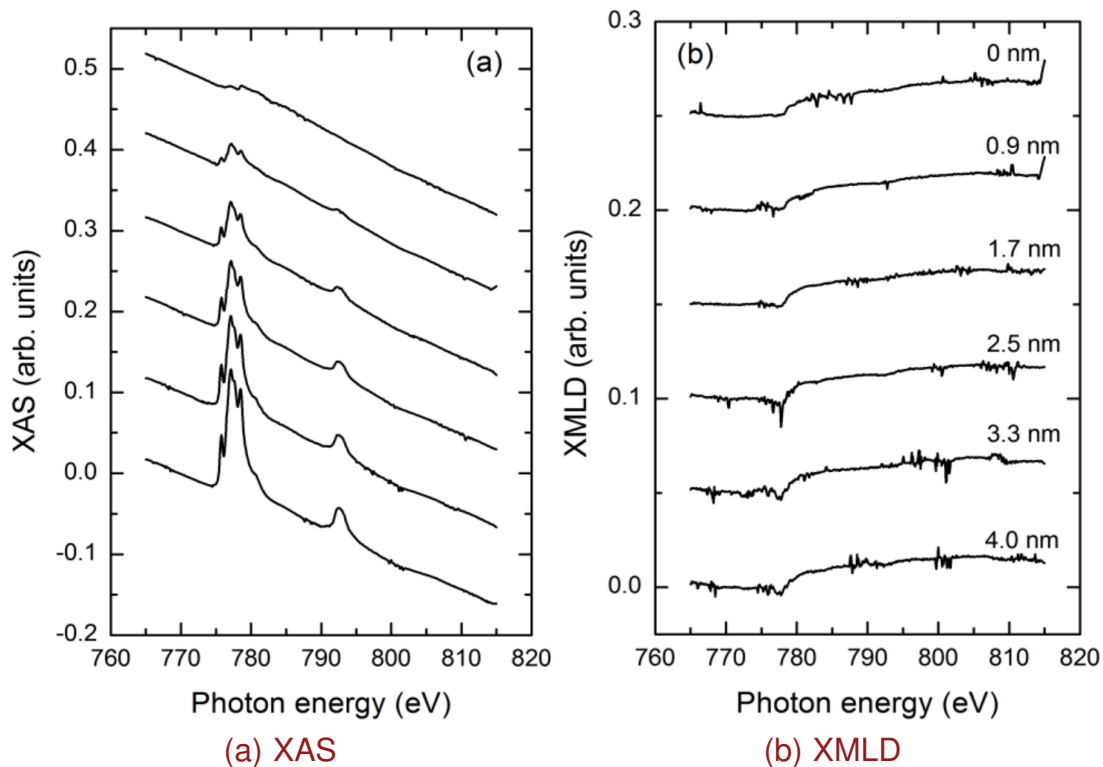 (a)
XAS (arb. units)
0.5
0.4
0.3
0.2
0.1
0.0
-0.1
-0.2
760 770 780 790 800 810 820
Photon energy (eV)
(a) XAS
(b)
XMLD (arb. units)
0.3
0.2
0.1
0.0
0 nm
0.9 nm
1.7 nm
2.5 nm
3.3 nm
4.0 nm
760 770 780 790 800 810 820
Photon energy (eV)
(b) XMLD